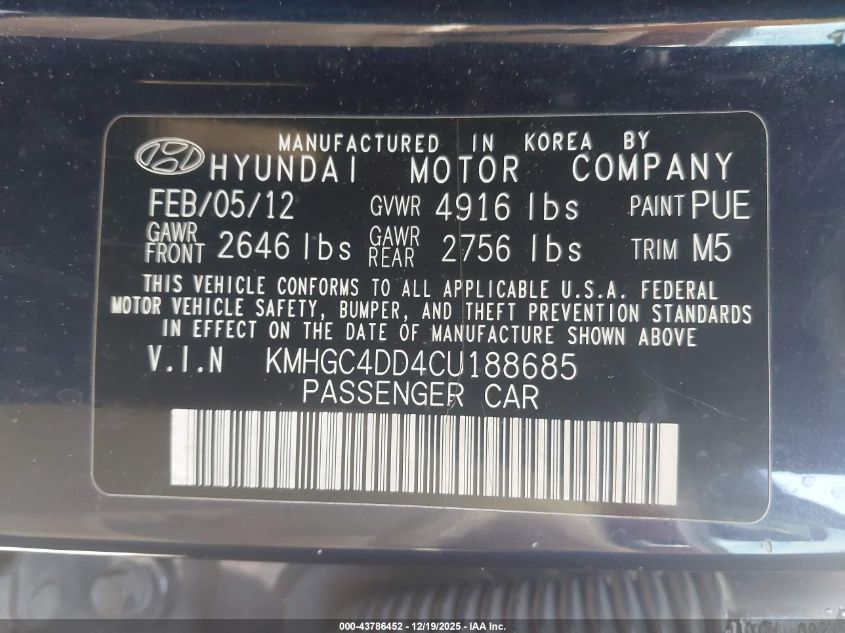 MANUFACTURED IN KOREA BY
HYUNDAI MOTOR COMPANY
FEB/05/12 GVWR 4916 lbs PAINT PUE
GAWR FRONT 2646 lbs GAWR REAR 2756 lbs TRIM M5
THIS VEHICLE CONFORMS TO ALL APPLICABLE U.S.A. FEDERAL
MOTOR VEHICLE SAFETY, BUMPER, AND THEFT PREVENTION STANDARDS
IN EFFECT ON THE DATE OF MANUFACTURE SHOWN ABOVE
V.I.N KMHGC4DD4CU188685
PASSENGER CAR
000-43786452 - 12/19/2025 - IAA Inc.